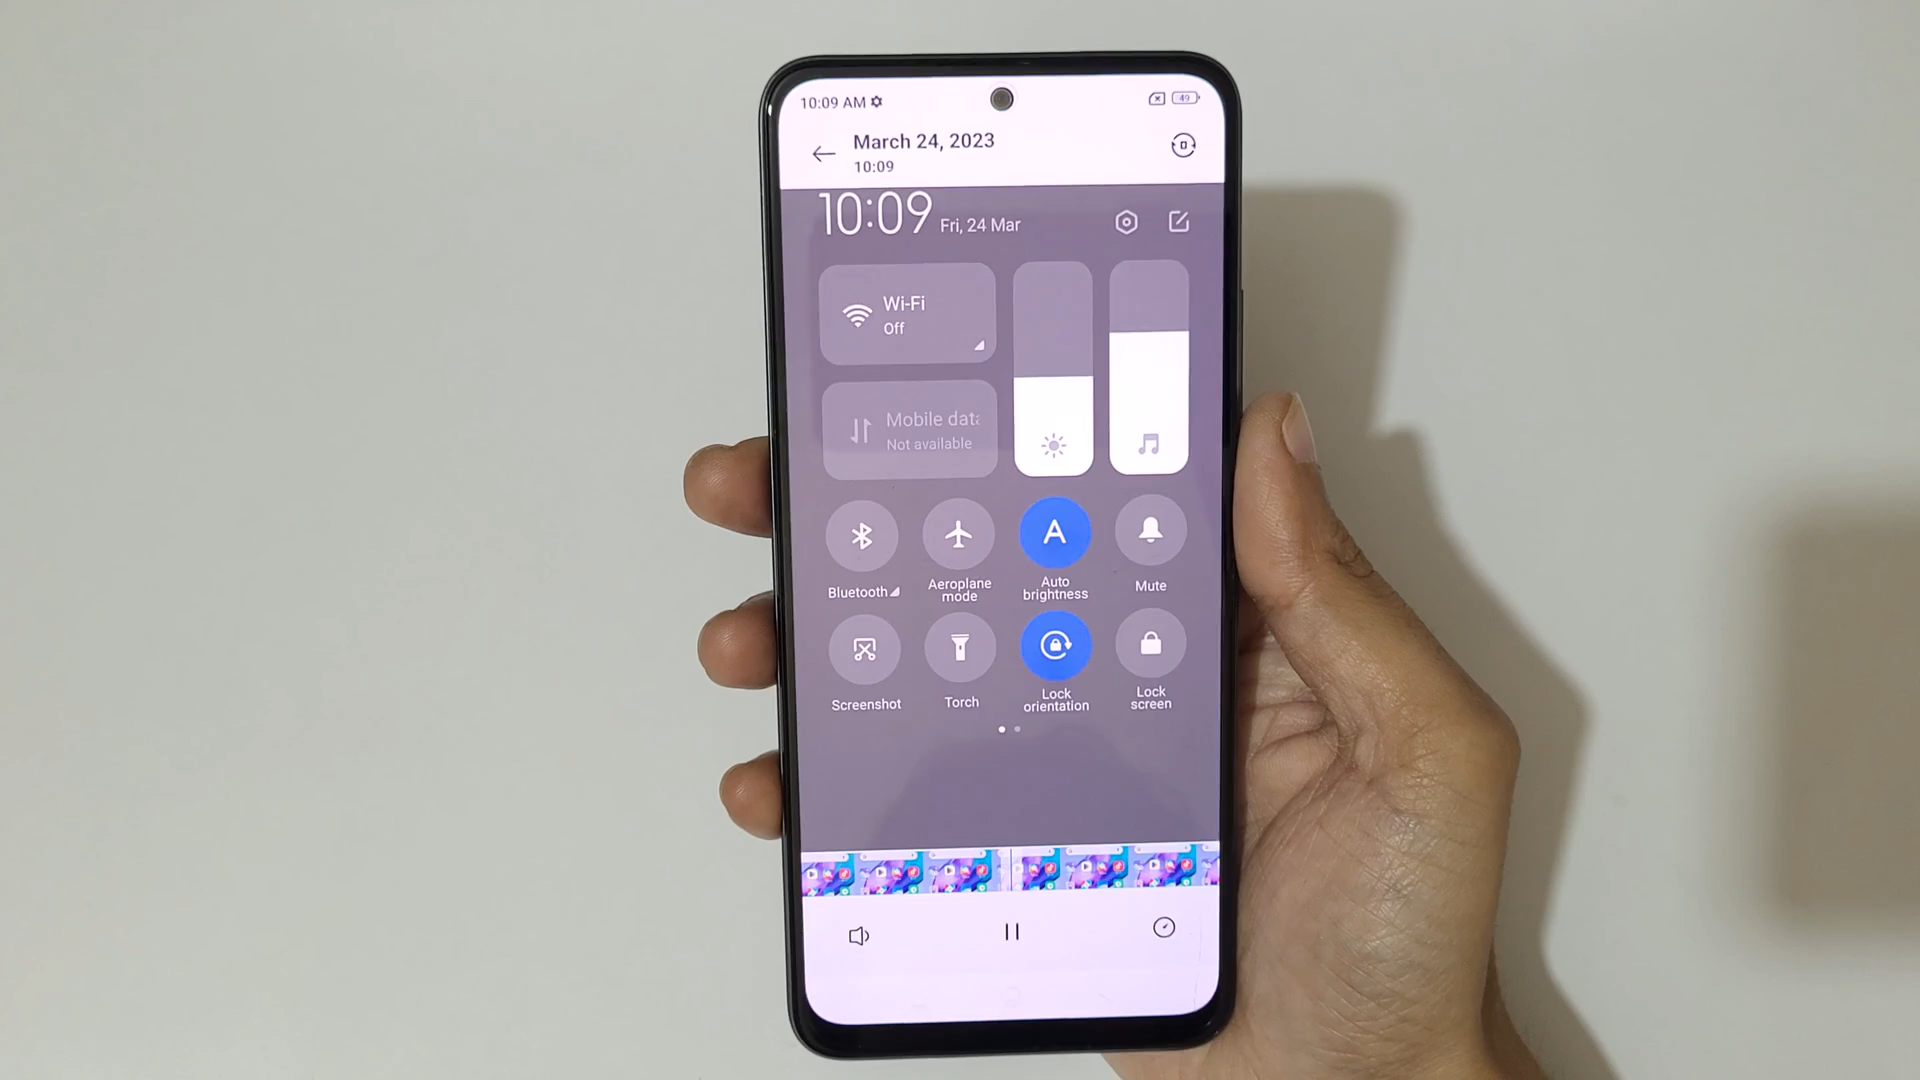 10:09 AM
49
March 24, 2023
10:09
10:09 Fri, 24 Mar
Wi-Fi
Off
Mobile data
Not available
A
Bluetooth
Aeroplane
mode
Auto
brightness
Mute
Screenshot
Torch
Lock
orientation
Lock
screen